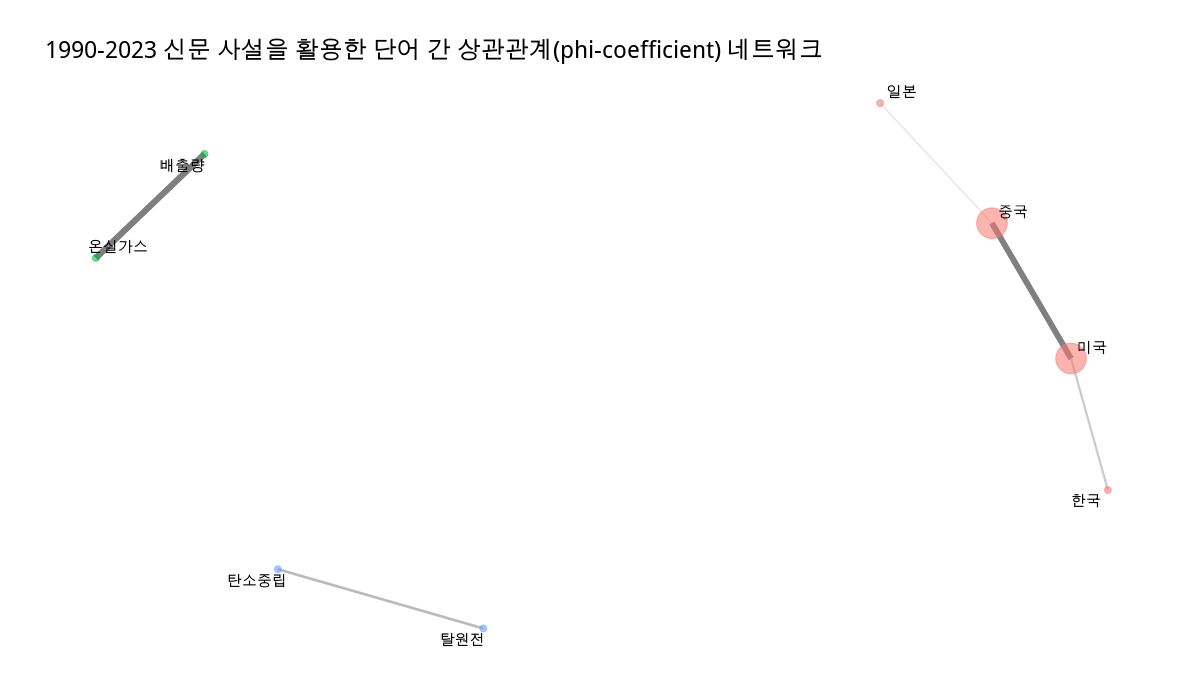 1990-2023 신문 사설을 활용한 단어 간 상관관계(phi-coefficient) 네트워크
일본
배출량
중국
온실가스
미국
한국
탄소중립
탈원전